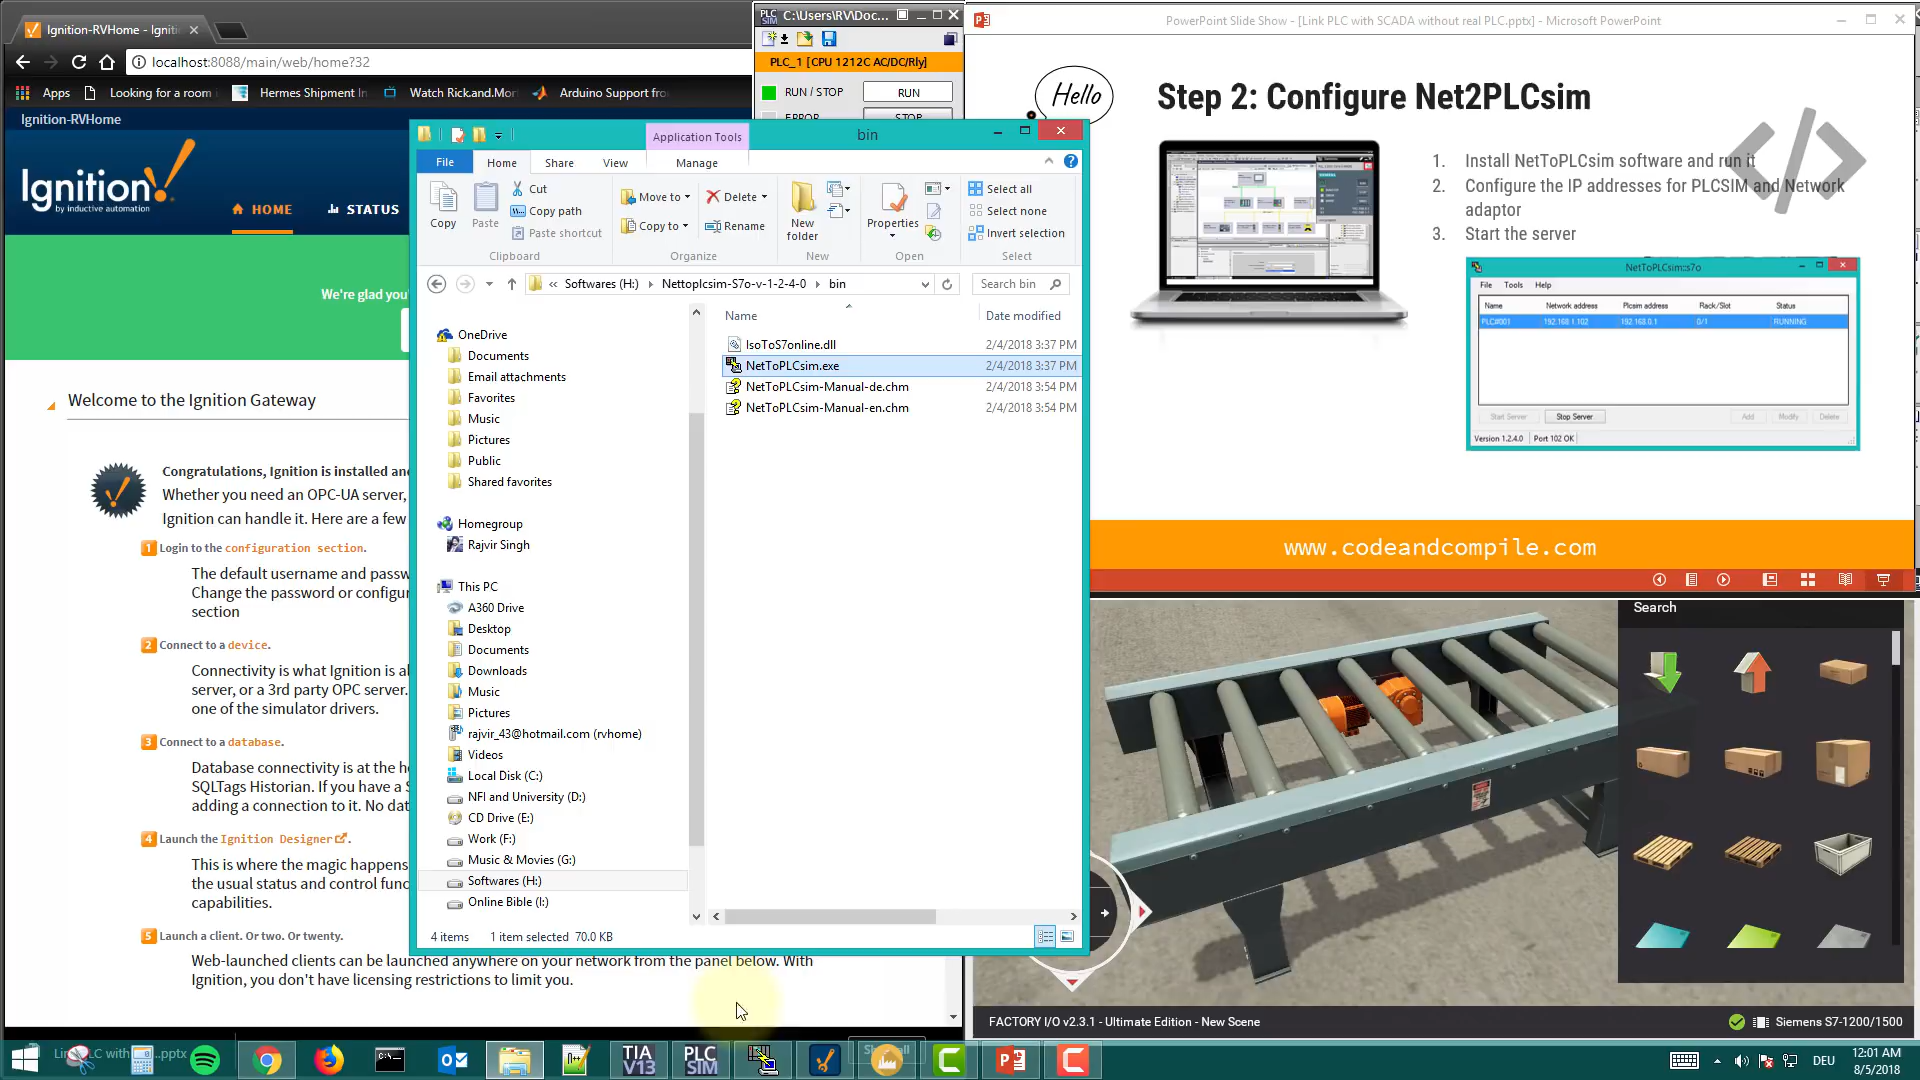 Ignition-RVHome - Igniti
localhost:8088/main/web/home?32
Apps
Looking for a room i
Hermes Shipment In
Watch Rick.and.Mor
Arduino Support fro
Ignition-RVHome
Ignition!
by inductive automation
HOME
STATUS
We're glad you'
Welcome to the Ignition Gateway
Congratulations, Ignition is installed and
Whether you need an OPC-UA server,
Ignition can handle it. Here are a few
1 Login to the configuration section.
The default username and passw
Change the password or configur
section
2 Connect to a device.
Connectivity is what Ignition is al
server, or a 3rd party OPC server.
one of the simulator drivers.
3 Connect to a database.
Database connectivity is at the he
SQLTags Historian. If you have a S
adding a connection to it. No dat
4 Launch the Ignition Designer.
This is where the magic happens
the usual status and control func
capabilities.
5 Launch a client. Or two. Or twenty.
Web-launched clients can be launched anywhere on your network from the panel below. With
Ignition, you don't have licensing restrictions to limit you.
PLC
SIM
C:\Users\RV\Doc...
PLC_1 [CPU 1212C AC/DC/Rly]
RUN / STOP
RUN
ERROR
STOP
Application Tools
bin
File
Home
Share
View
Manage
Copy
Paste
Cut
Copy path
Paste shortcut
Clipboard
Move to
Copy to
Delete
Rename
Organize
New
folder
New
Properties
Open
Select all
Select none
Invert selection
Select
« Softwares (H:)
Nettoplcsim-S7o-v-1-2-4-0
bin
Search bin
Name
Date modified
IsoToS7online.dll
2/4/2018 3:37 PM
NetToPLCsim.exe
2/4/2018 3:37 PM
NetToPLCsim-Manual-de.chm
2/4/2018 3:54 PM
NetToPLCsim-Manual-en.chm
2/4/2018 3:54 PM
OneDrive
Documents
Email attachments
Favorites
Music
Pictures
Public
Shared favorites
Homegroup
Rajvir Singh
This PC
A360 Drive
Desktop
Documents
Downloads
Music
Pictures
rajvir_43@hotmail.com (rvhome)
Videos
Local Disk (C:)
NFI and University (D:)
CD Drive (E:)
Work (F:)
Music & Movies (G:)
Softwares (H:)
Online Bible (I:)
4 items
1 item selected 70.0 KB
PowerPoint Slide Show - [Link PLC with SCADA without real PLC.pptx] - Microsoft PowerPoint
Hello
Step 2: Configure Net2PLCsim
1. Install NetToPLCsim software and run it
2. Configure the IP addresses for PLCSIM and Network
adaptor
3. Start the server
NetToPLCsim::s7o
File
Tools
Help
Name
Network address
Plcsim address
Rack/Slot
Status
PLC#001
192.168.1.102
192.168.0.1
0/1
RUNNING
Start Server
Stop Server
Add
Modify
Delete
Version 1.2.4.0
Port 102 OK
www.codeandcompile.com
Search
FACTORY I/O v2.3.1 - Ultimate Edition - New Scene
Siemens S7-1200/1500
TIA
V13
PLC
SIM
DEU
12:01 AM
8/5/2018